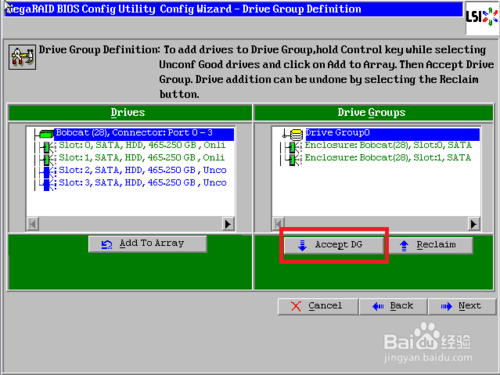 MegaRAID BIOS Config Utility Config Wizard - Drive Group Definition
LSI
Drive Group Definition: To add drives to Drive Group,hold Control key while selecting
Unconf Good drives and click on Add to Array. Then Accept Drive
Group. Drive addition can be undone by selecting the Reclaim
button.
Drives
Bobcat (28), Connector: Port 0 - 3
Slot: 0, SATA, HDD, 465.250 GB, Onli
Slot: 1, SATA, HDD, 465.250 GB, Onli
Slot: 2, SATA, HDD, 465.250 GB, Unco
Slot: 3, SATA, HDD, 465.250 GB, Unco
Add To Array
Drive Groups
Drive Group0
Enclosure: Bobcat(28), Slot:0, SATA
Enclosure: Bobcat(28), Slot:1, SATA
Accept DG
Reclaim
Cancel
Back
Next
Baidu 经验
jingyan.baidu.com